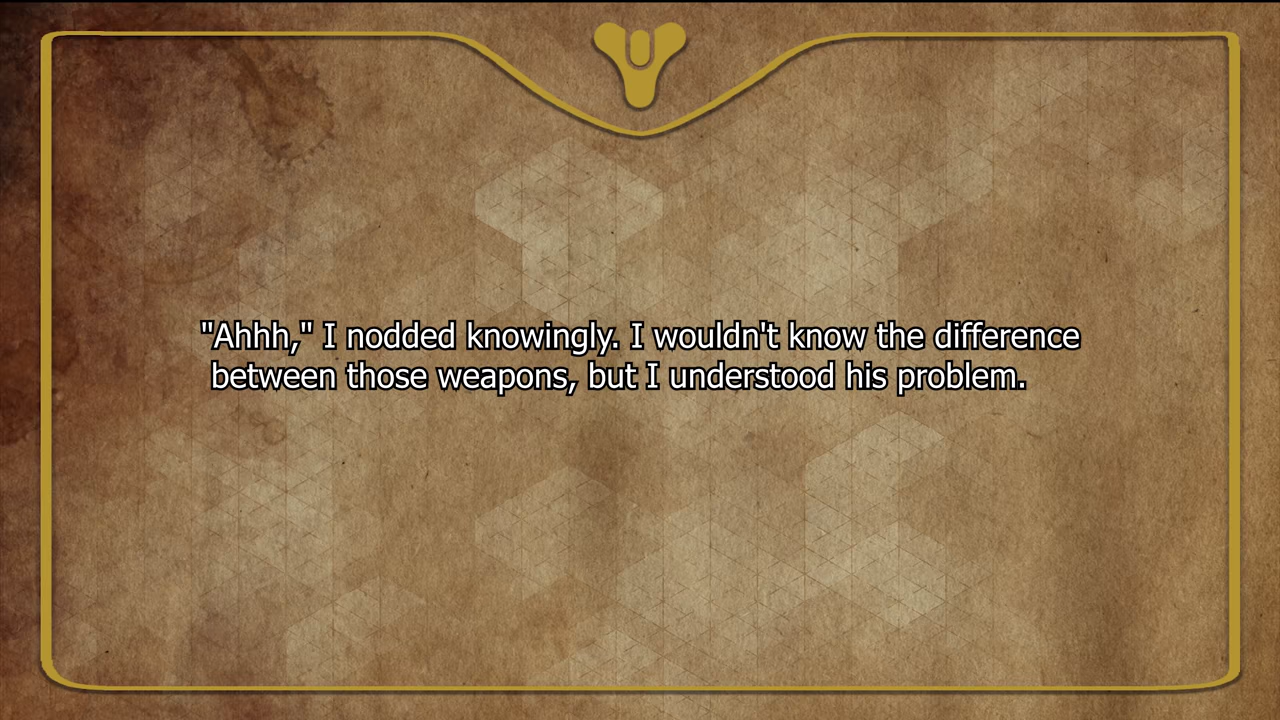 "Ahhh," I nodded knowingly. I wouldn't know the difference
between those weapons, but I understood his problem.